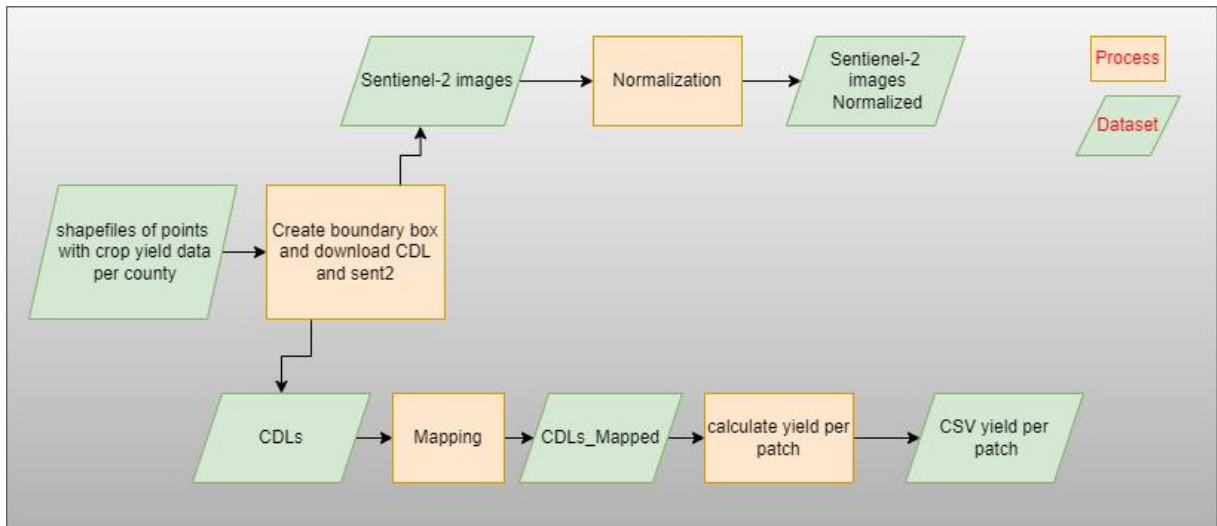 Sentienel-2 images
Normalization
Sentienel-2
images
Normalized
Process
Dataset
shapefiles of points
with crop yield data
per county
Create boundary box
and download CDL
and sent2
CDLs
Mapping
CDLs_Mapped
calculate yield per
patch
CSV yield per
patch